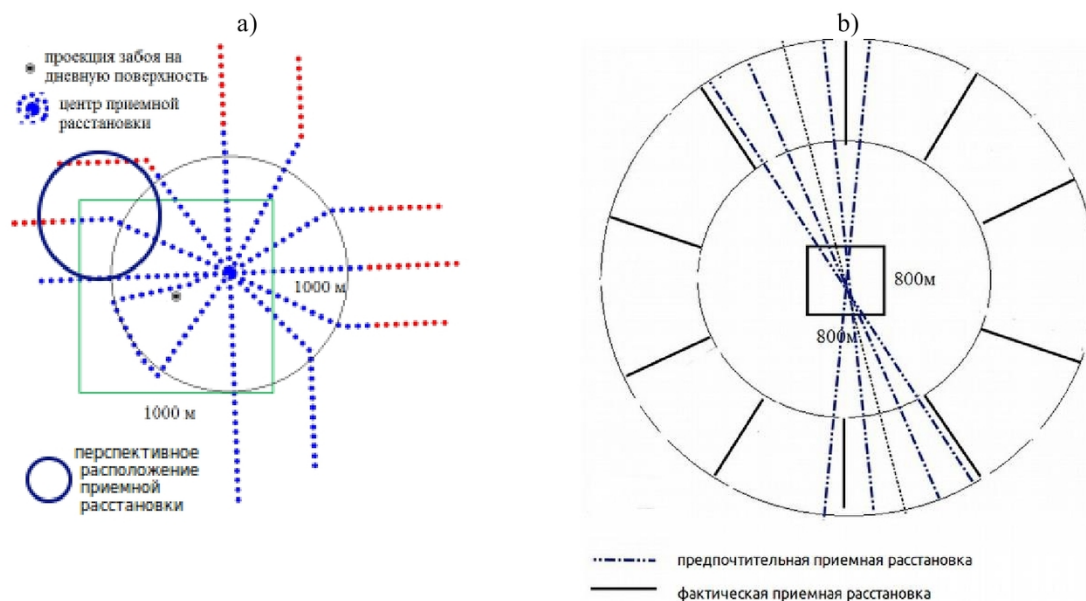 a)
проекция забоя на
дневную поверхность
центр приемной
расстановки
1000 м
1000 м
перспективное
расположение
приемной
расстановки
b)
800м
800м
предпочтительная приемная расстановка
фактическая приемная расстановка